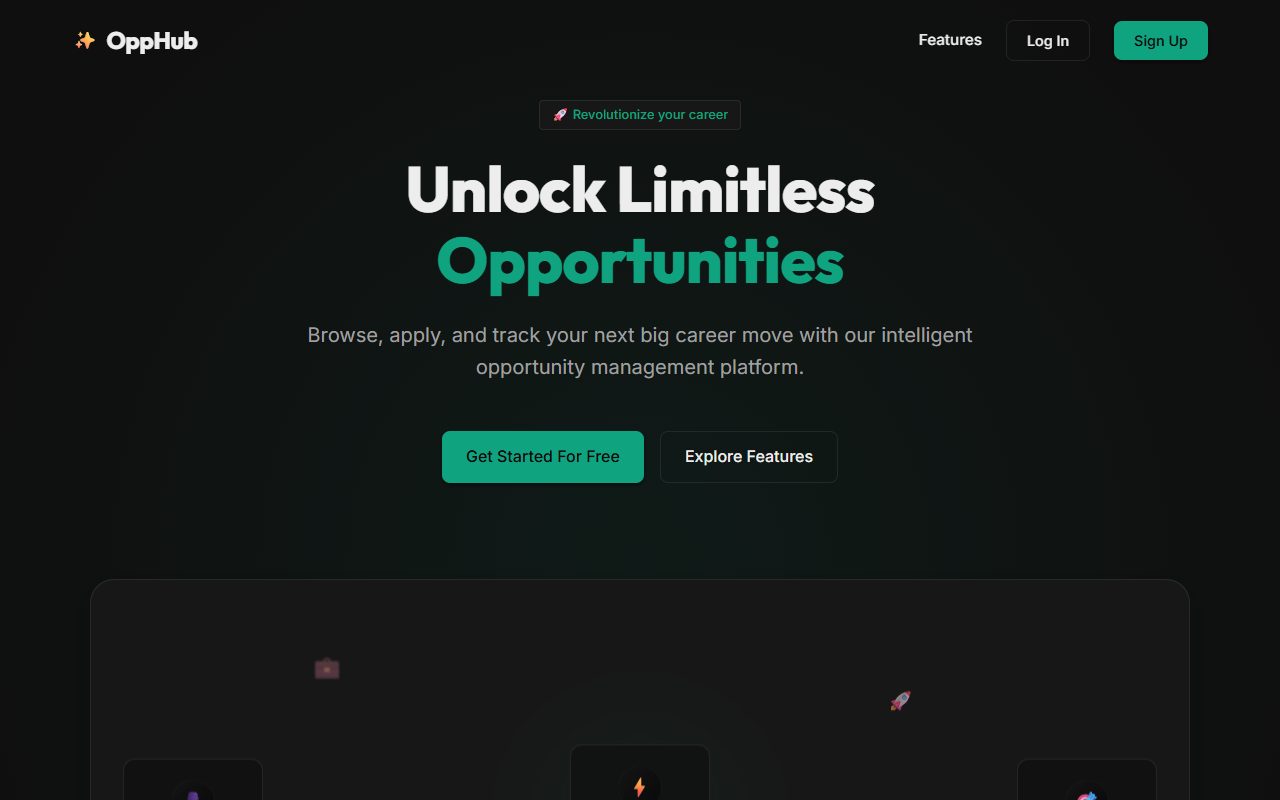 OppHub
Features
Log In
Sign Up
Revolutionize your career
Unlock Limitless
Opportunities
Browse, apply, and track your next big career move with our intelligent
opportunity management platform.
Get Started For Free
Explore Features